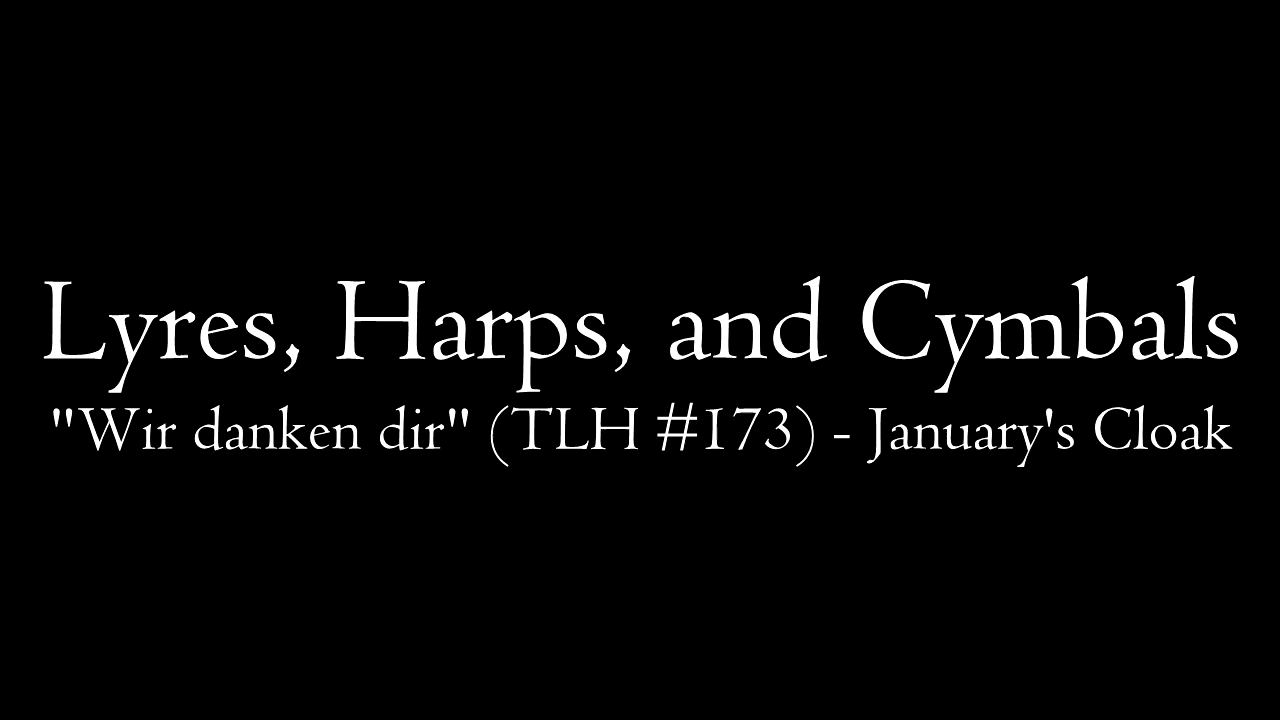 Lyres, Harps, and Cymbals
"Wir danken dir" (TLH #173) - January's Cloak